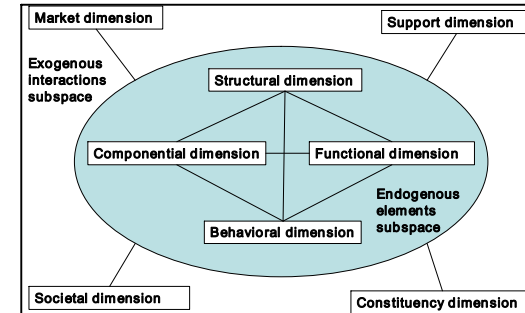 Market dimension
Support dimension
Exogenous
interactions
subspace
Structural dimension
Componential dimension
Functional dimension
Endogenous
elements
subspace
Behavioral dimension
Societal dimension
Constituency dimension